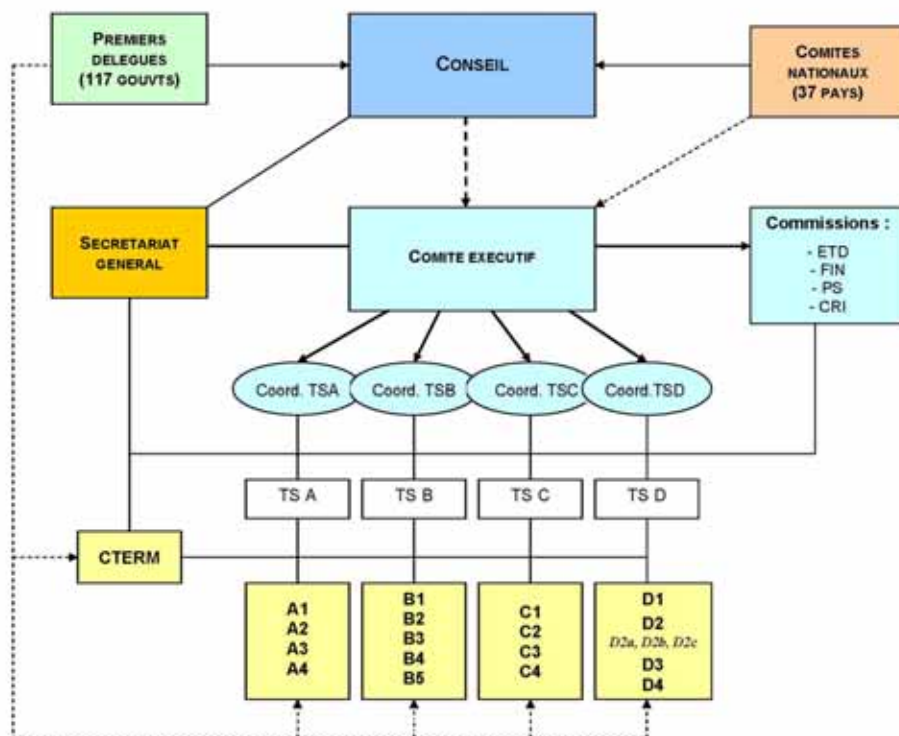 PREMIERS
DELEGUES
(117 GOUVTS)
CONSEIL
COMITES
NATIONAUX
(37 PAYS)
SECRETARIAT
GENERAL
COMITE EXECUTIF
Commissions :
- ETD
- FIN
- PS
- CRI
Coord. TSA
Coord. TSB
Coord. TSC
Coord.TSD
TS A
TS B
TS C
TS D
CTERM
A1
A2
A3
A4
B1
B2
B3
B4
B5
C1
C2
C3
C4
D1
D2
D2a, D2b, D2c
D3
D4